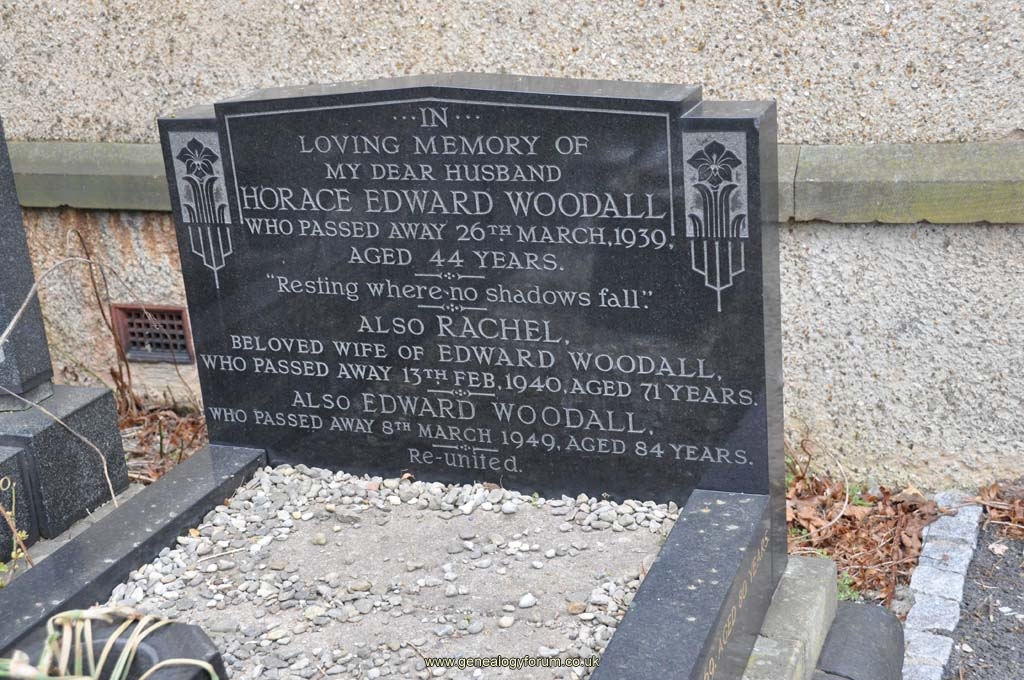 ···IN···
LOVING MEMORY OF
MY DEAR HUSBAND
HORACE EDWARD WOODALL
WHO PASSED AWAY 26TH MARCH, 1939,
AGED 44 YEARS.
"Resting where no shadows fall".
ALSO RACHEL,
BELOVED WIFE OF EDWARD WOODALL,
WHO PASSED AWAY 13TH FEB, 1940, AGED 71 YEARS.
ALSO EDWARD WOODALL,
WHO PASSED AWAY 8TH MARCH 1949, AGED 84 YEARS.
Re-united.
AGED 80 YEARS
www.genealogyforum.co.uk